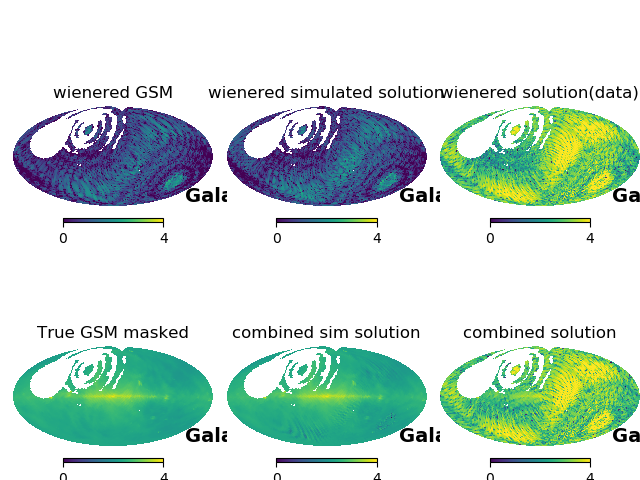 wienered GSM
wienered simulated solution
wienered solution(data)
Gala
Gala
Ga
0 4
0 4
0 4
True GSM masked
combined sim solution
combined solution
Gala
Gala
Ga
0 4
0 4
0 4